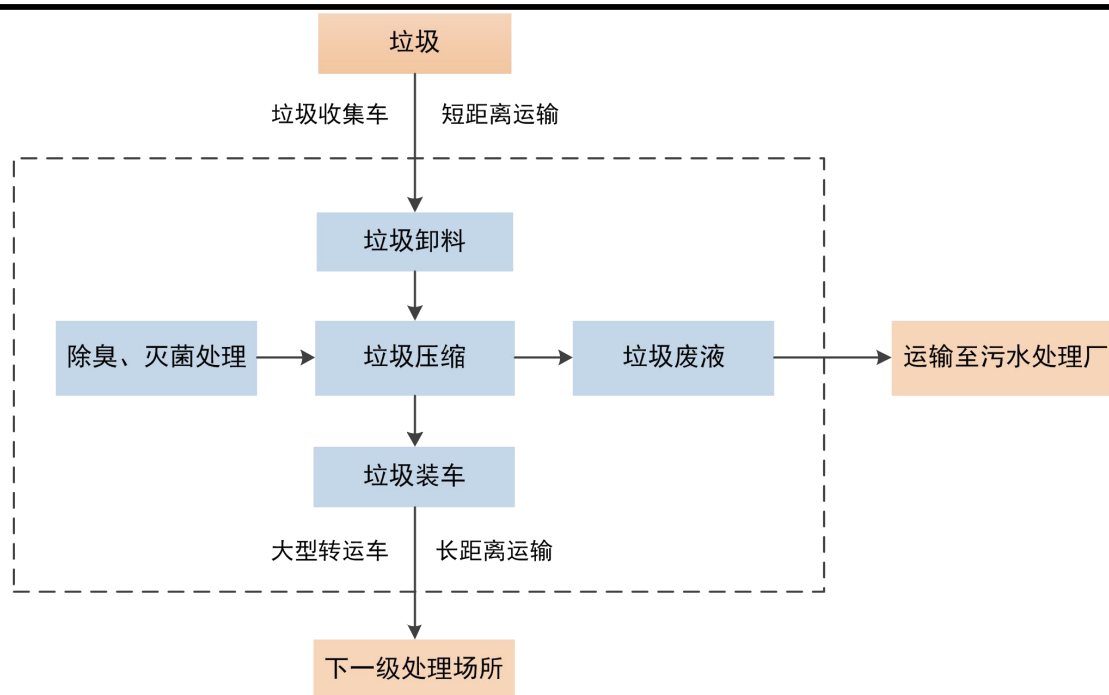 垃圾
垃圾收集车 短距离运输
垃圾卸料
除臭、灭菌处理 垃圾压缩 垃圾废液 运输至污水处理厂
垃圾装车
大型转运车 长距离运输
下一级处理场所